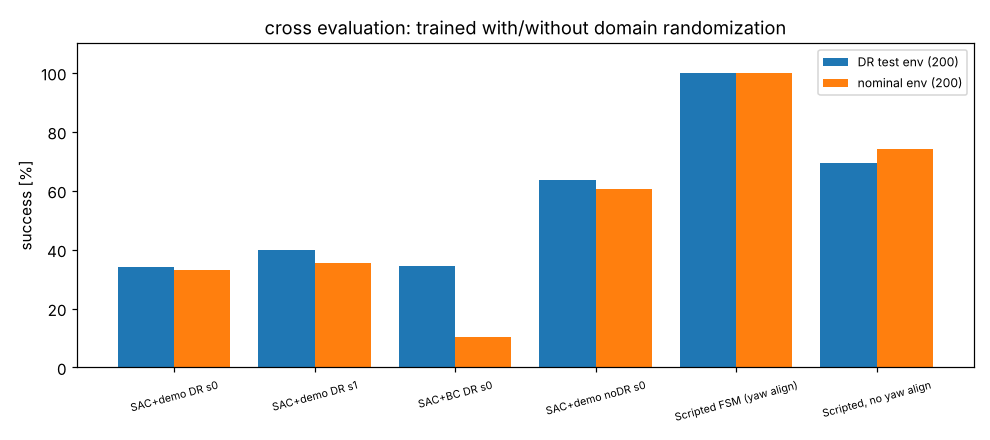 cross evaluation: trained with/without domain randomization
DR test env (200)
nominal env (200)
success [%]
100
80
60
40
20
0
SAC+demo DR s0
SAC+demo DR s1
SAC+BC DR s0
SAC+demo noDR s0
Scripted FSM (yaw align)
Scripted, no yaw align